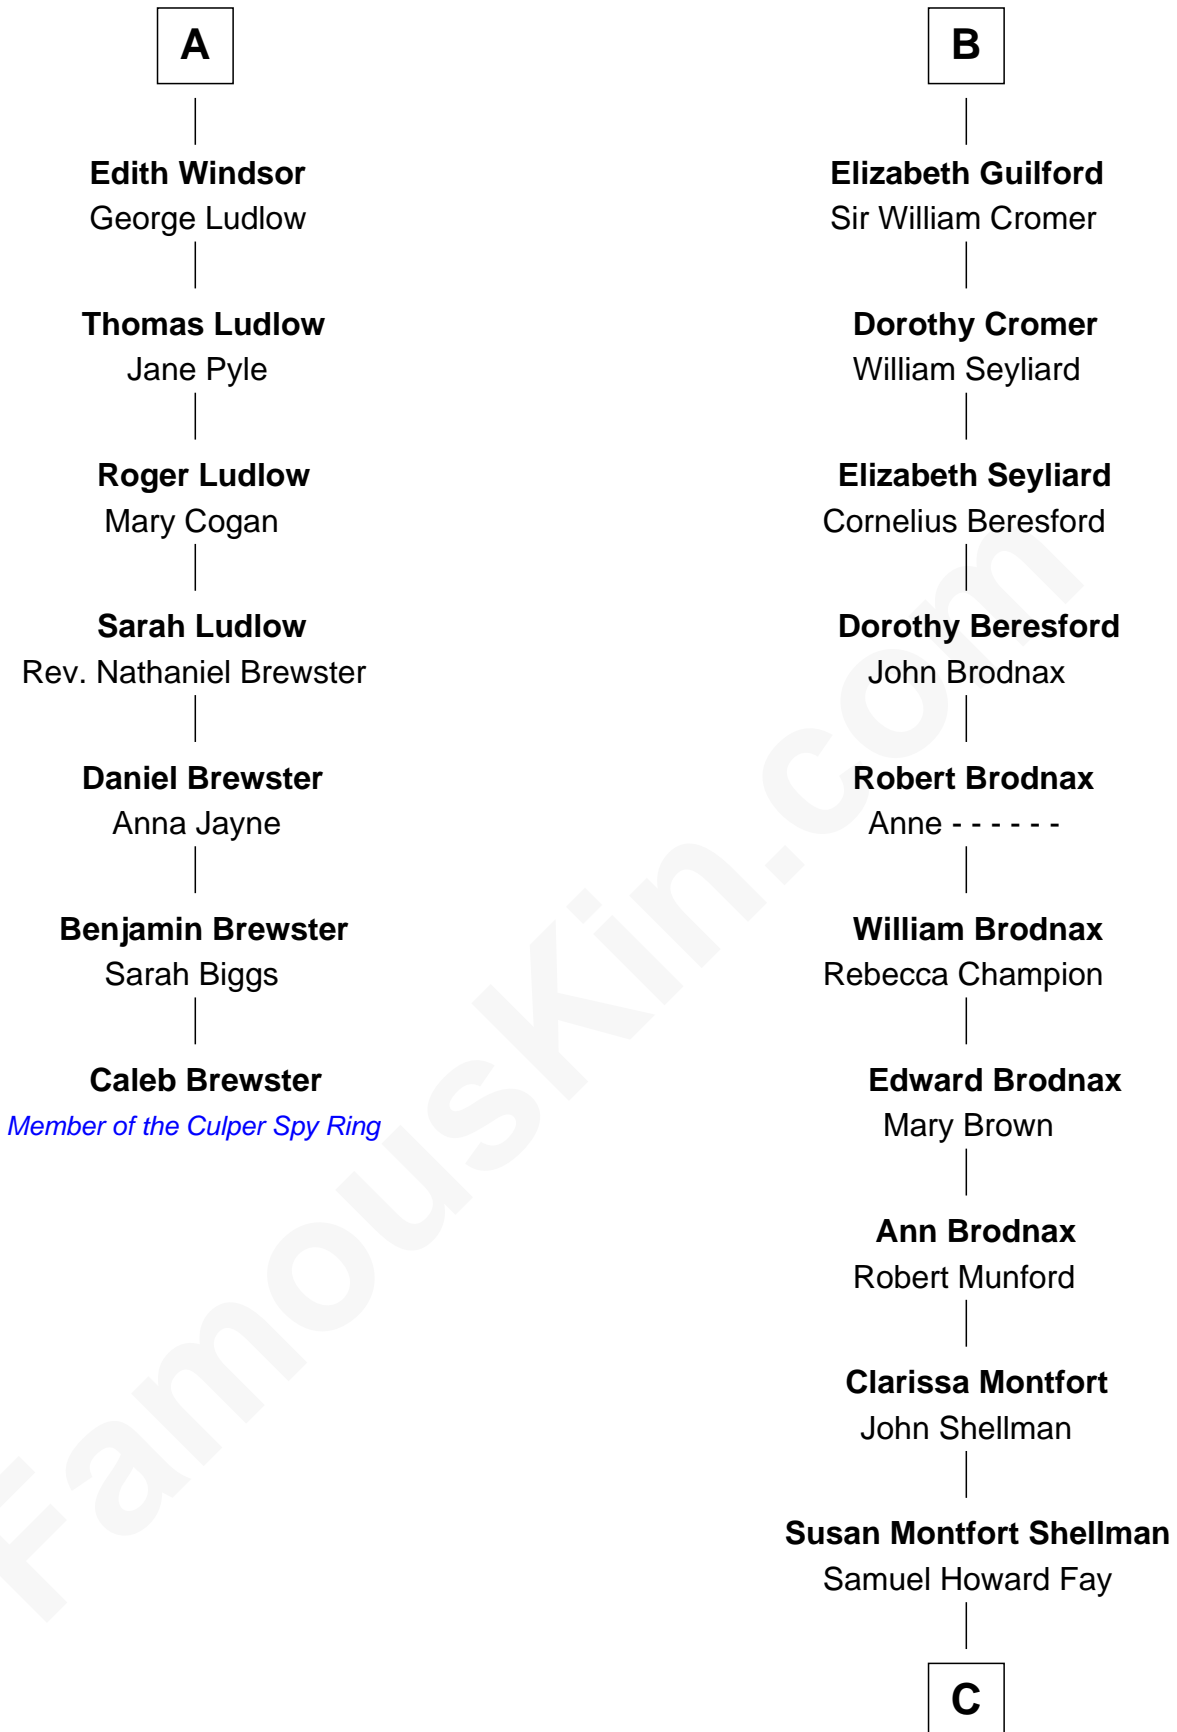 A
Edith Windsor
George Ludlow
Thomas Ludlow
Jane Pyle
Roger Ludlow
Mary Cogan
Sarah Ludlow
Rev. Nathaniel Brewster
Daniel Brewster
Anna Jayne
Benjamin Brewster
Sarah Biggs
Caleb Brewster
Member of the Culper Spy Ring
B
Elizabeth Guilford
Sir William Cromer
Dorothy Cromer
William Seyliard
Elizabeth Seyliard
Cornelius Beresford
Dorothy Beresford
John Brodnax
Robert Brodnax
Anne - - - - - -
William Brodnax
Rebecca Champion
Edward Brodnax
Mary Brown
Ann Brodnax
Robert Munford
Clarissa Montfort
John Shellman
Susan Montfort Shellman
Samuel Howard Fay
C
FamousKin.com